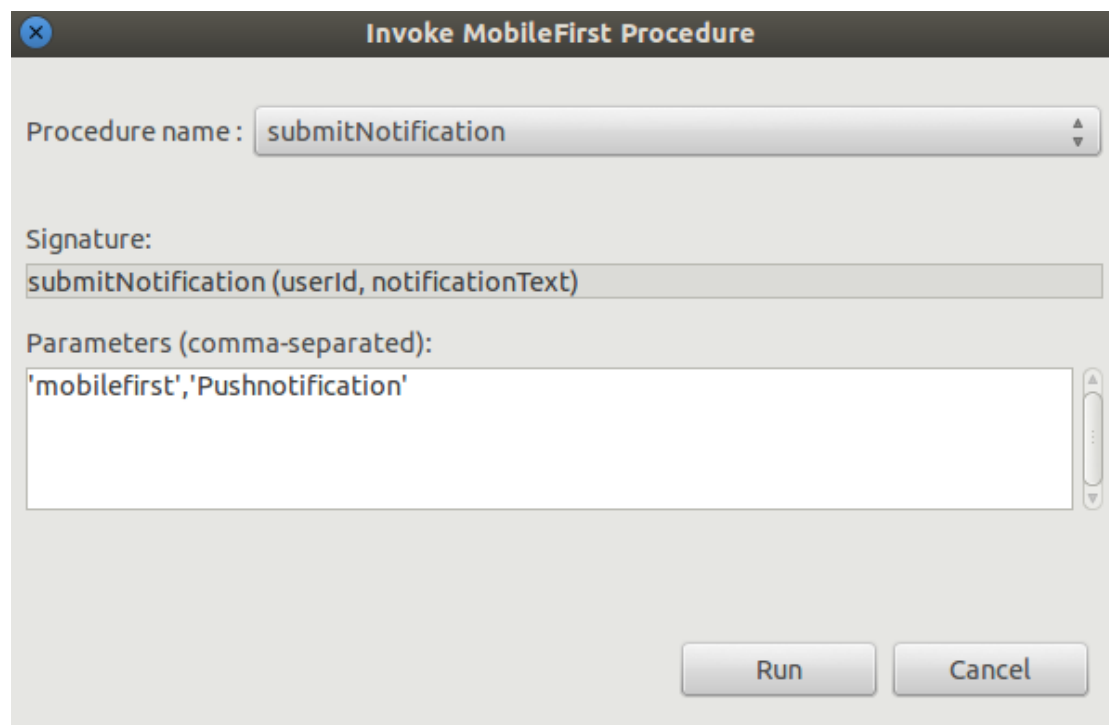 Invoke MobileFirst Procedure
Procedure name : submitNotification
Signature:
submitNotification (userId, notificationText)
Parameters (comma-separated):
'mobilefirst','Pushnotification'
Run Cancel